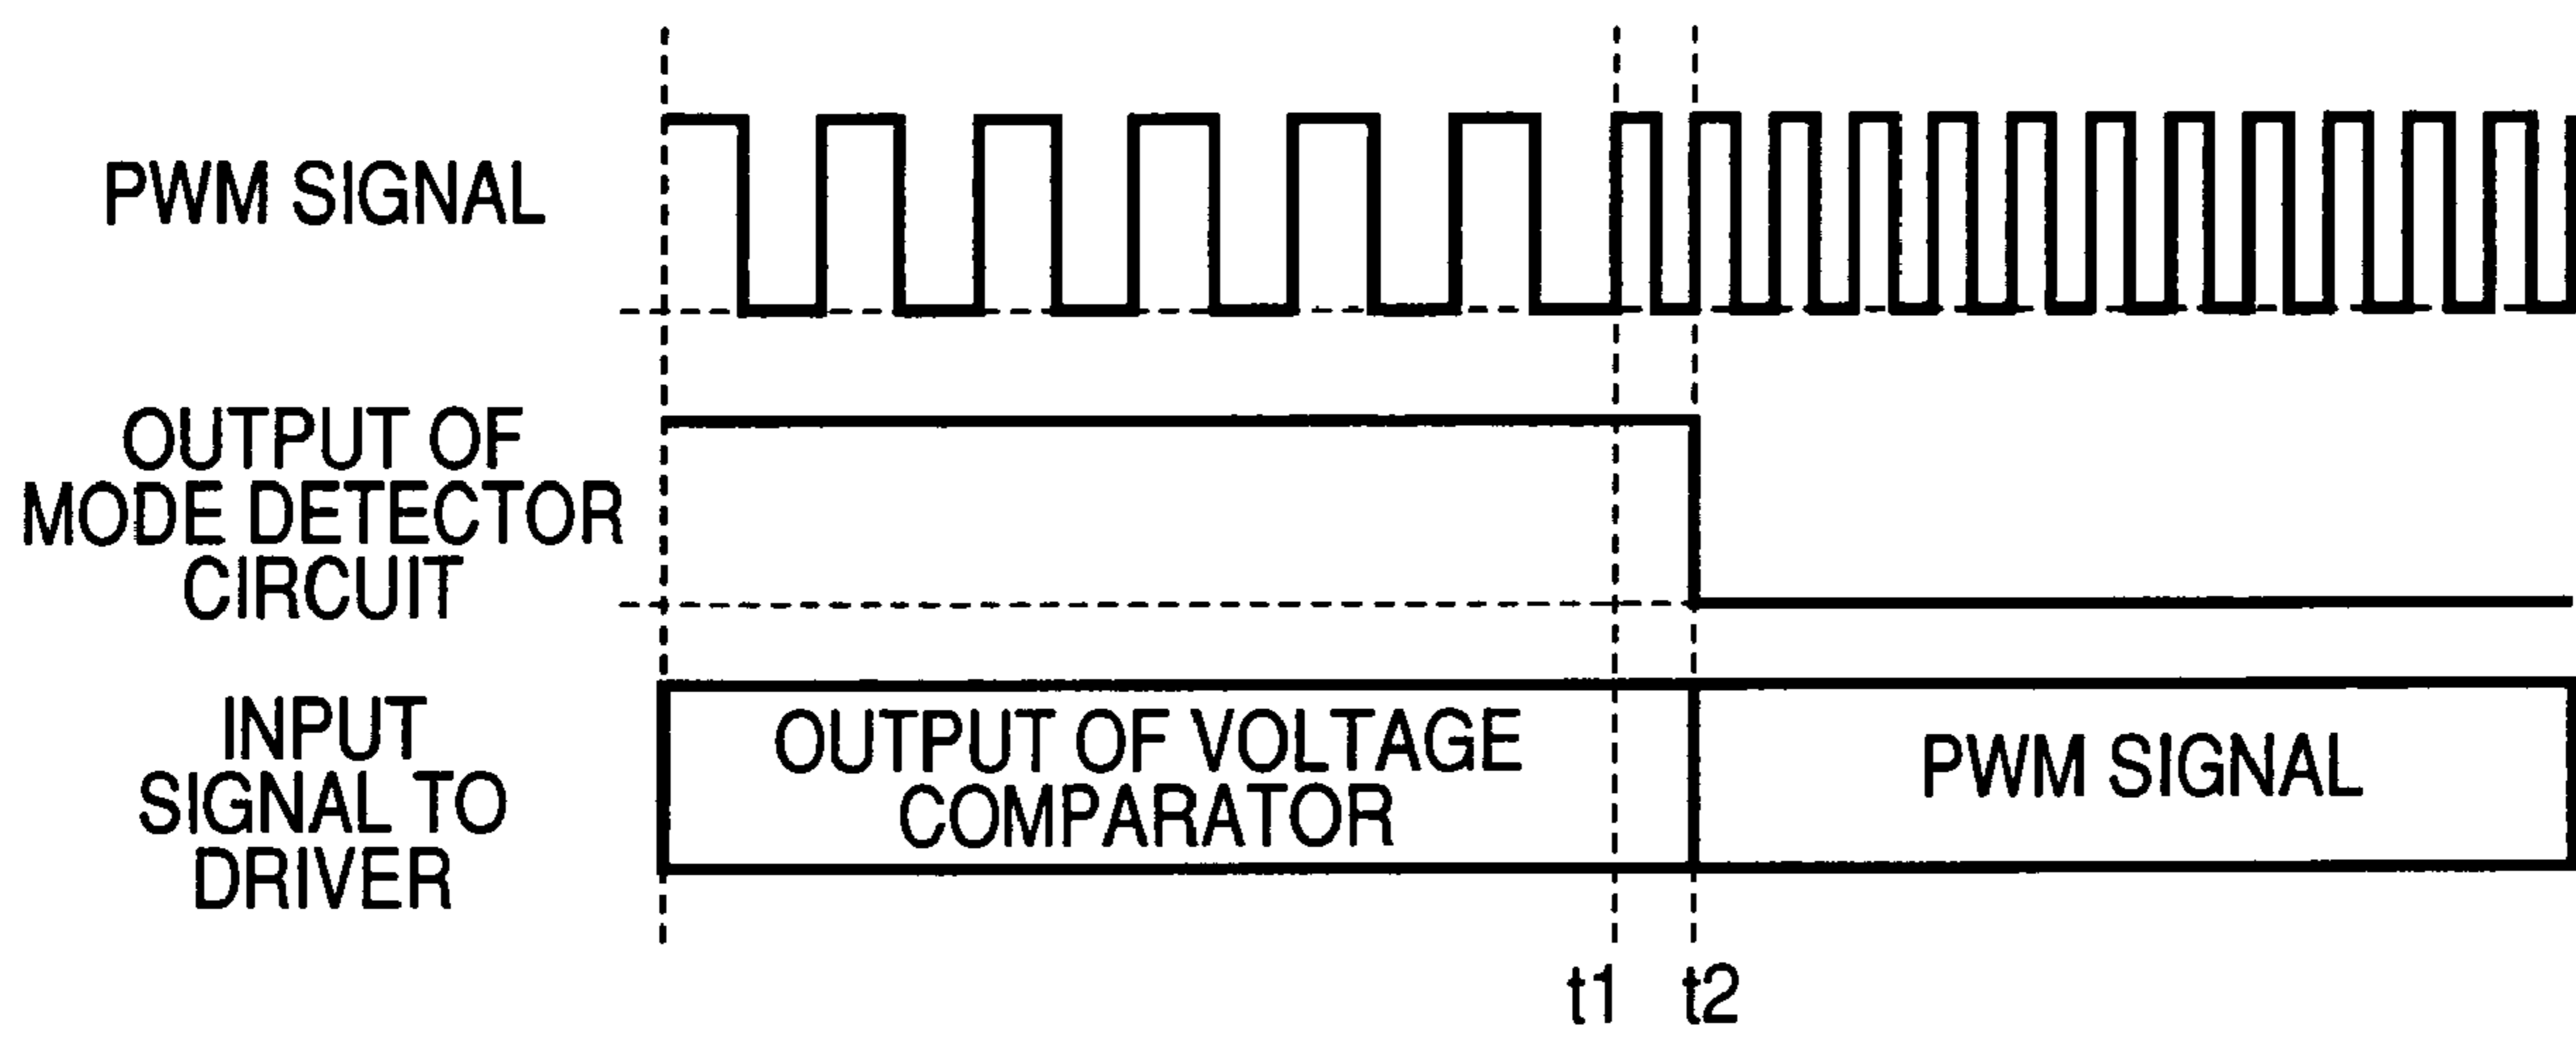 PWM SIGNAL
OUTPUT OF
MODE DETECTOR
CIRCUIT
INPUT
SIGNAL TO
DRIVER
OUTPUT OF VOLTAGE
COMPARATOR
PWM SIGNAL
t1 t2